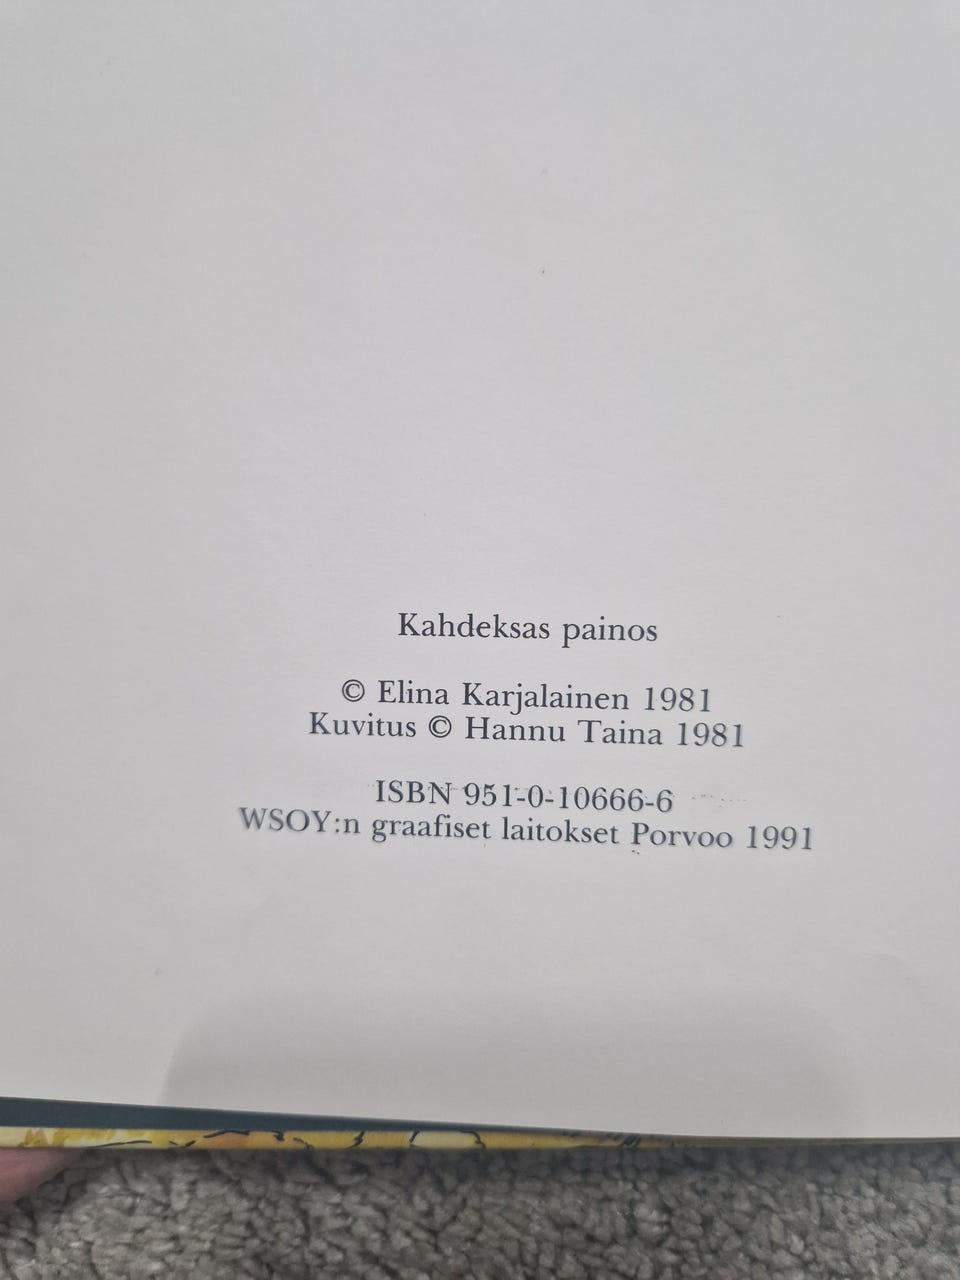 Kahdeksas painos
© Elina Karjalainen 1981
Kuvitus © Hannu Taina 1981
ISBN 951-0-10666-6
WSOY:n graafiset laitokset Porvoo 1991